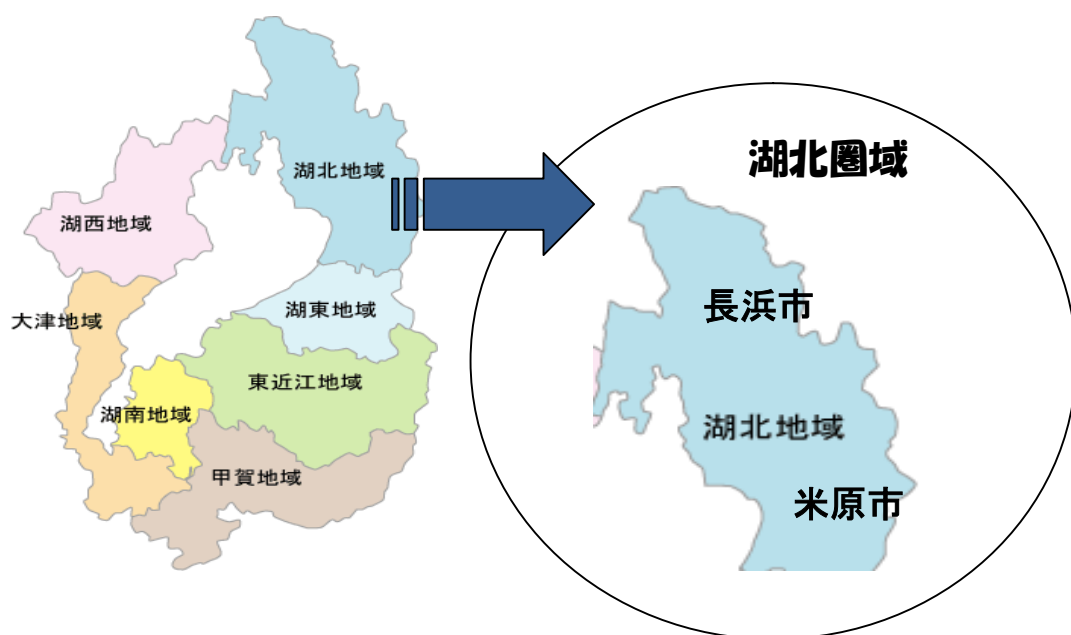 湖北地域
湖西地域
湖東地域
大津地域
東近江地域
湖南地域
甲賀地域
湖北圏域
長浜市
湖北地域
米原市